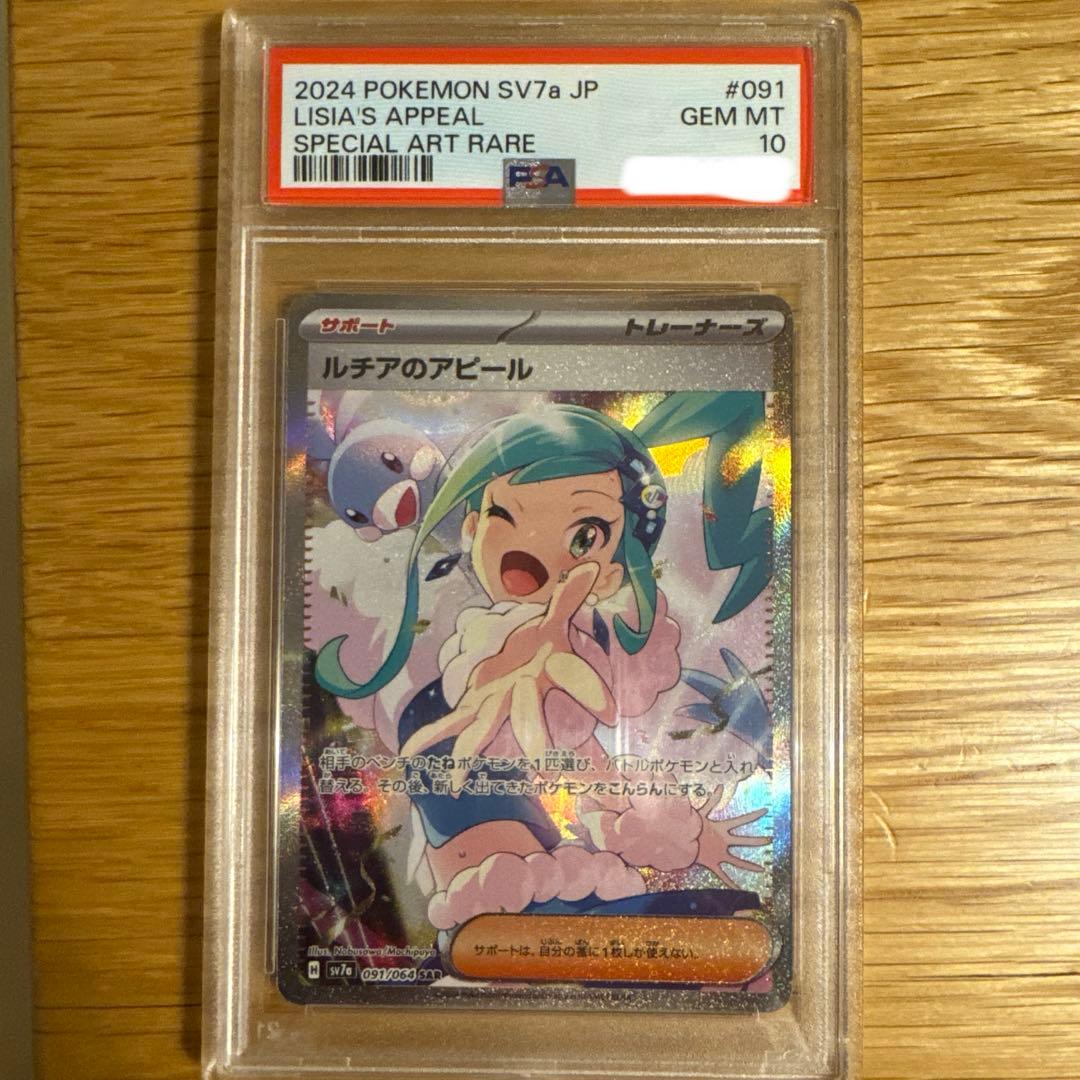 2024 POKEMON SV7a JP #091
LISIA'S APPEAL GEM MT
SPECIAL ART RARE 10
PSA
サポート トレーナーズ
ルチアのアピール
相手のベンチのたねポケモンを1匹選び、バトルポケモンと入れ
替える。その後、新しく出てきたポケモンをこんらんにする。
サポートは、自分の番に1枚しか使えない。
Illus. Nobusawa/Mochipuyo
H sv7a 091/064 SAR